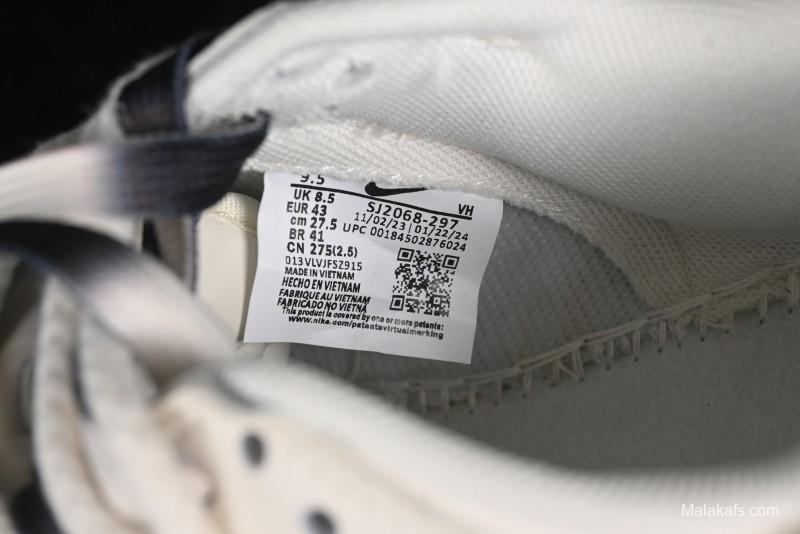 9.5
UK 8.5
EUR 43
cm 27.5
BR 41
CN 275(2.5)
VH
SJ2068-297
11/02/23 | 01/22/24
UPC 00184502876024
013VLVJFSZ915
MADE IN VIETNAM
HECHO EN VIETNAM
FABRIQUE AU VIETNAM
FABRICADO NO VIETNA
This product is covered by one or more patents:
www.nike.com/patentsvirtualmarking
Malakafs.com